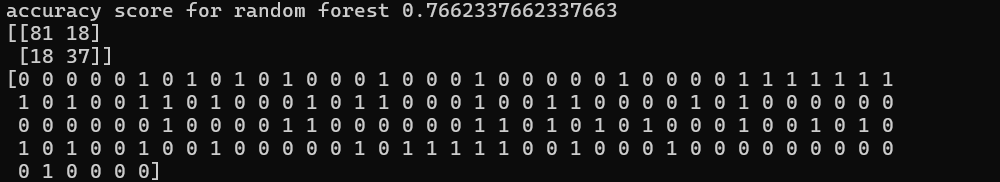 accuracy score for random forest 0.7662337662337663
[[81 18]
 [18 37]]
[0 0 0 0 0 1 0 1 0 1 0 1 0 0 0 1 0 0 0 1 0 0 0 0 0 1 0 0 0 0 1 1 1 1 1 1 1
 1 0 1 0 0 1 1 0 1 0 0 0 1 0 1 1 0 0 0 1 0 0 1 1 0 0 0 0 1 0 1 0 0 0 0 0 0
 0 0 0 0 0 0 1 0 0 0 0 1 1 0 0 0 0 0 0 1 1 0 1 0 1 0 1 0 0 0 1 0 0 1 0 1 0
 1 0 1 0 0 1 0 0 1 0 0 0 0 0 1 0 1 1 1 1 1 0 0 1 0 0 0 1 0 0 0 0 0 0 0 0 0
 0 1 0 0 0 0]